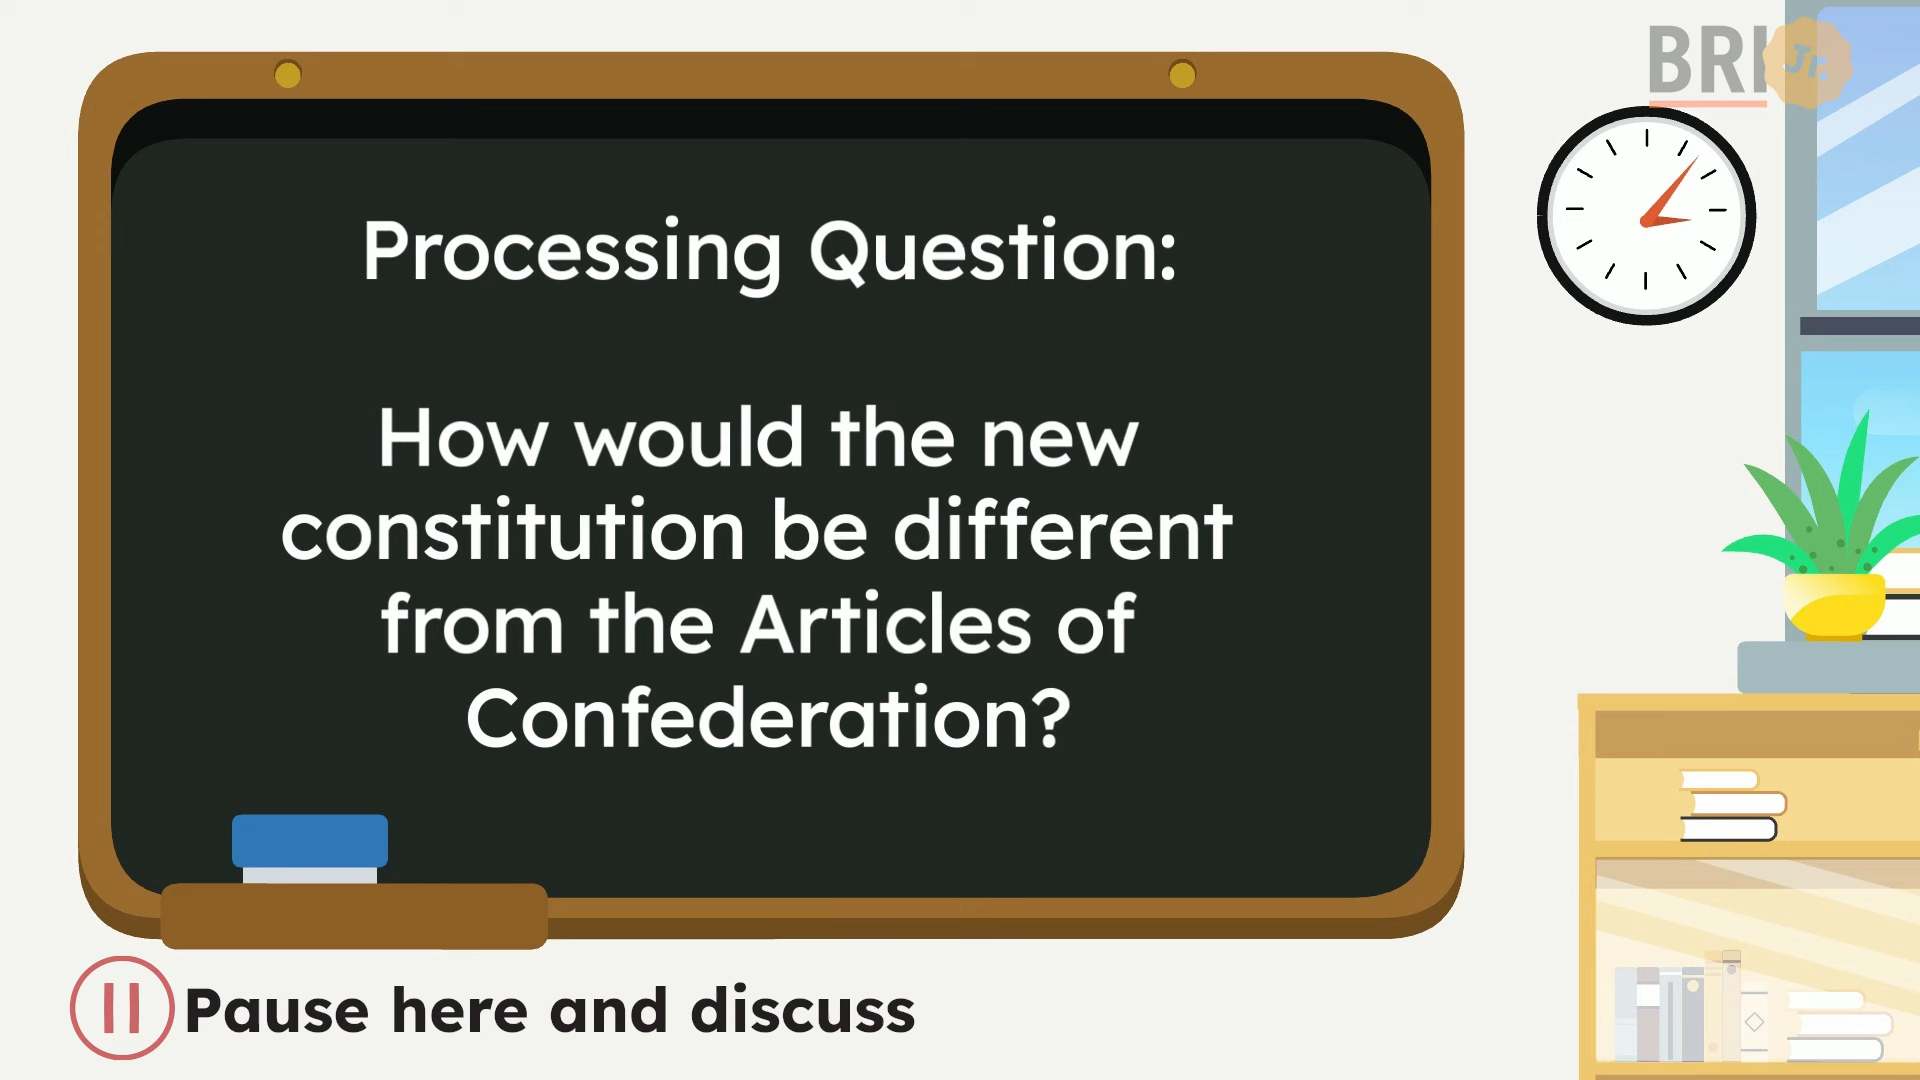 BRI
Jr.
Processing Question:
How would the new
constitution be different
from the Articles of
Confederation?
Pause here and discuss